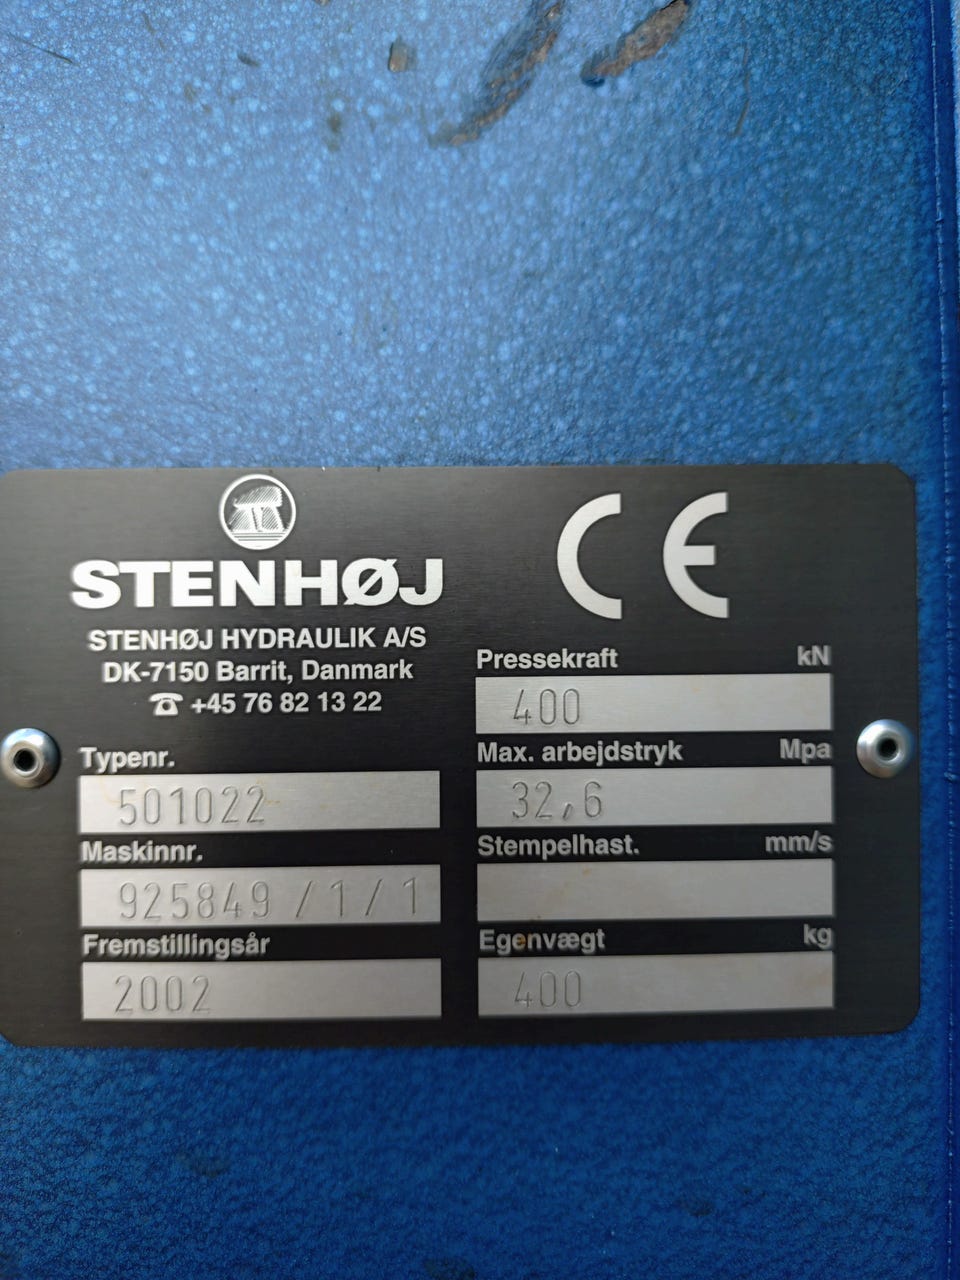 STENHØJ
STENHØJ HYDRAULIK A/S
DK-7150 Barrit, Danmark
☎ +45 76 82 13 22
Typenr.
501022
Maskinnr.
925849 / 1 / 1
Fremstillingsår
2002
CE
Pressekraft kN
400
Max. arbejdstryk Mpa
32,6
Stempelhast. mm/s
Egenvægt kg
400